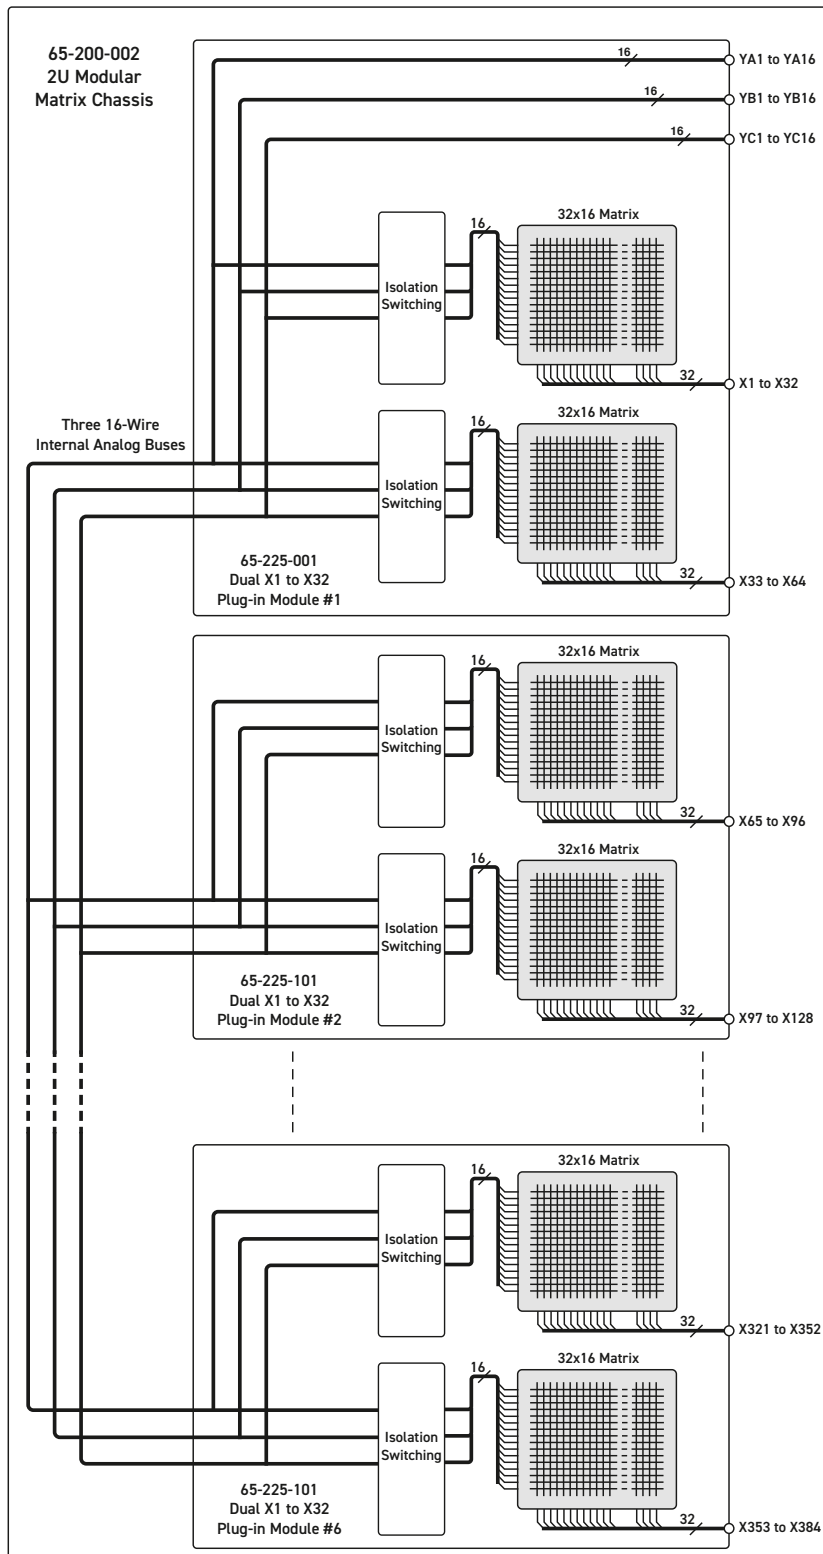 65-200-002
2U Modular
Matrix Chassis
16
YA1 to YA16
16
YB1 to YB16
16
YC1 to YC16
32x16 Matrix
16
Isolation
Switching
32
X1 to X32
32x16 Matrix
Three 16-Wire
Internal Analog Buses
16
Isolation
Switching
65-225-001
Dual X1 to X32
Plug-in Module #1
32
X33 to X64
32x16 Matrix
16
Isolation
Switching
32
X65 to X96
32x16 Matrix
16
Isolation
Switching
65-225-101
Dual X1 to X32
Plug-in Module #2
32
X97 to X128
32x16 Matrix
16
Isolation
Switching
32
X321 to X352
32x16 Matrix
16
Isolation
Switching
65-225-101
Dual X1 to X32
Plug-in Module #6
32
X353 to X384